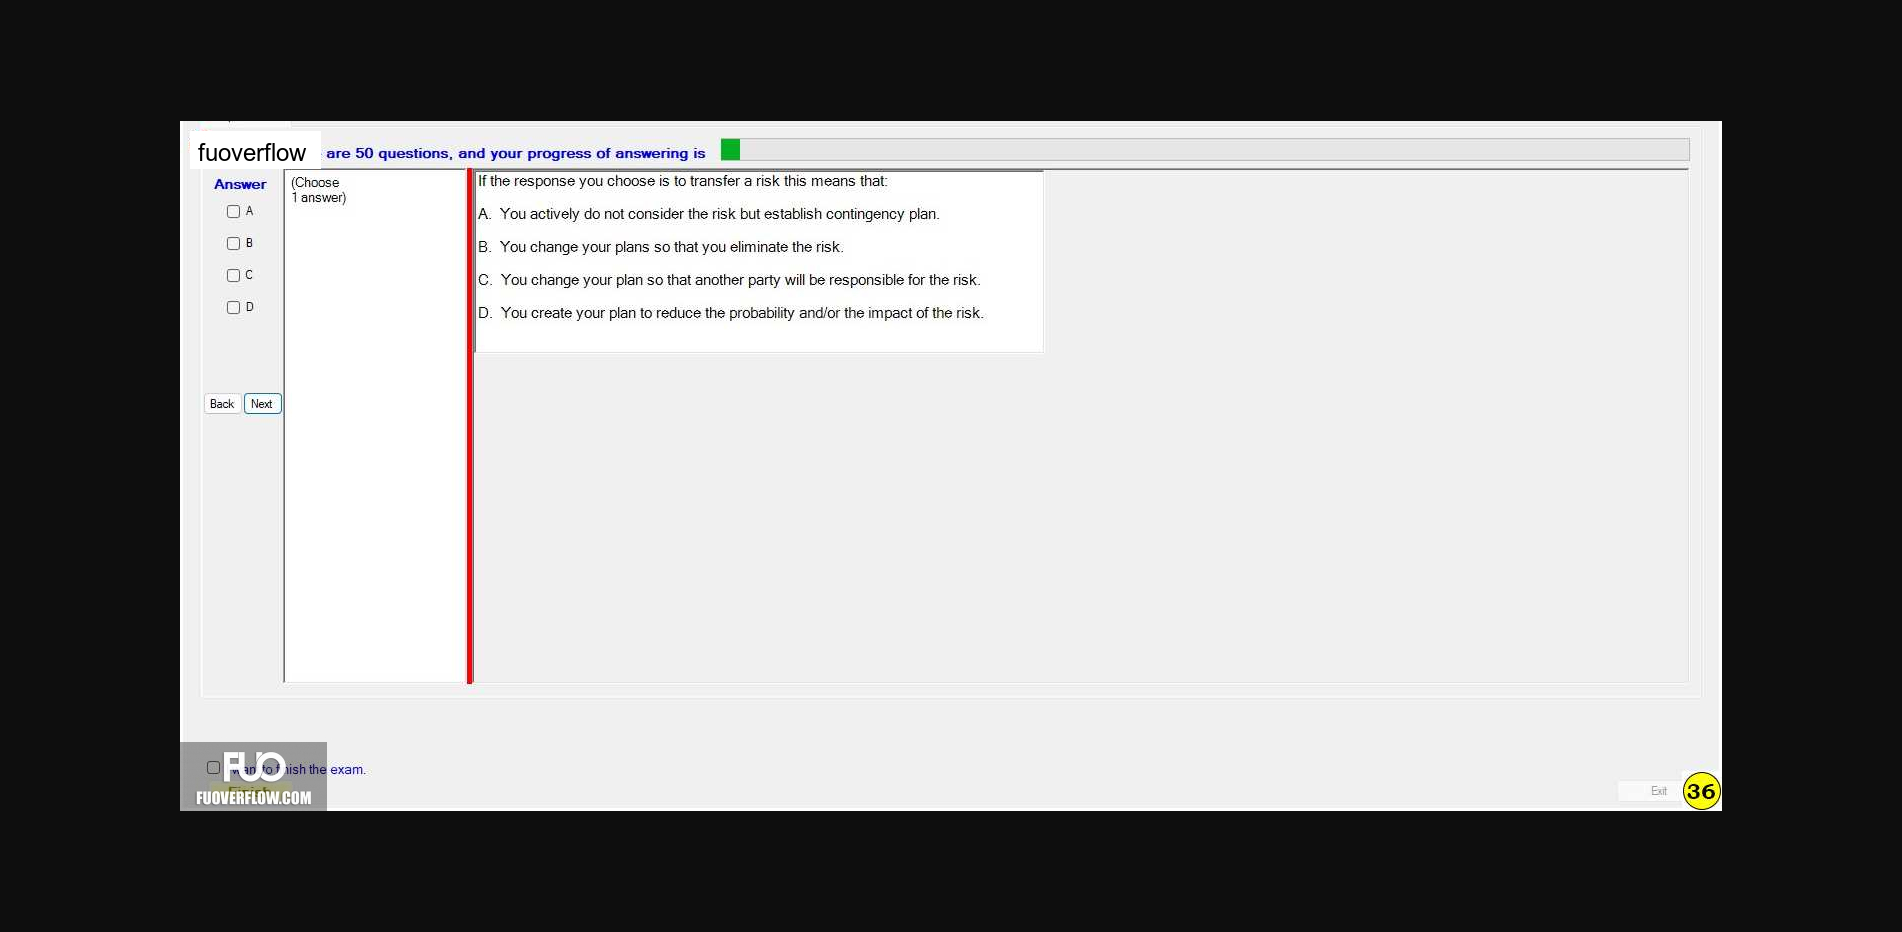 fuoverflow are 50 questions, and your progress of answering is
Answer
A
B
C
D
Back Next
(Choose
1 answer)
If the response you choose is to transfer a risk this means that:
A. You actively do not consider the risk but establish contingency plan.
B. You change your plans so that you eliminate the risk.
C. You change your plan so that another party will be responsible for the risk.
D. You create your plan to reduce the probability and/or the impact of the risk.
FUO
want to finish the exam.
Finish
FUOVERFLOW.COM
Exit
36